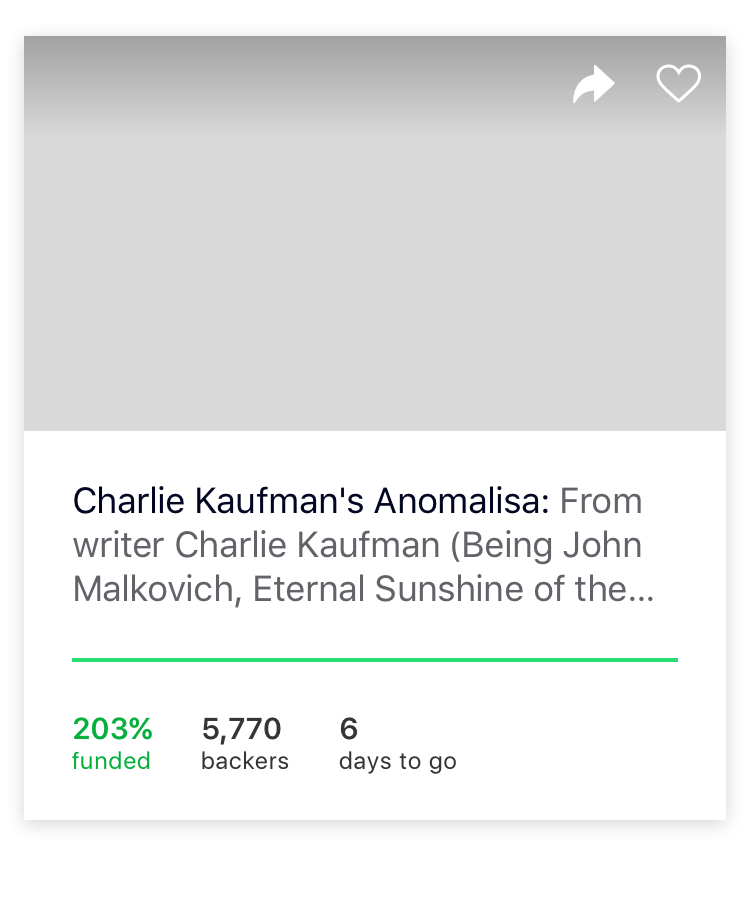 Charlie Kaufman's Anomalisa: From
writer Charlie Kaufman (Being John
Malkovich, Eternal Sunshine of the...
203% 5,770 6
funded backers days to go